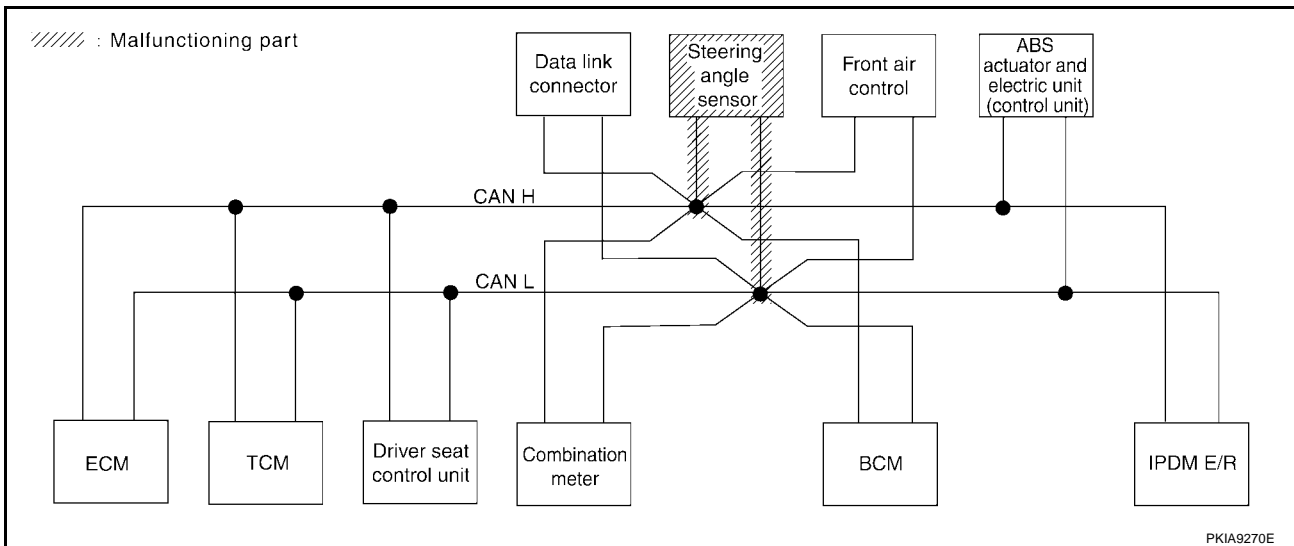 : Malfunctioning part
Data link
connector
Steering
angle
sensor
Front air
control
ABS
actuator and
electric unit
(control unit)
CAN H
CAN L
ECM
TCM
Driver seat
control unit
Combination
meter
BCM
IPDM E/R
PKIA9270E